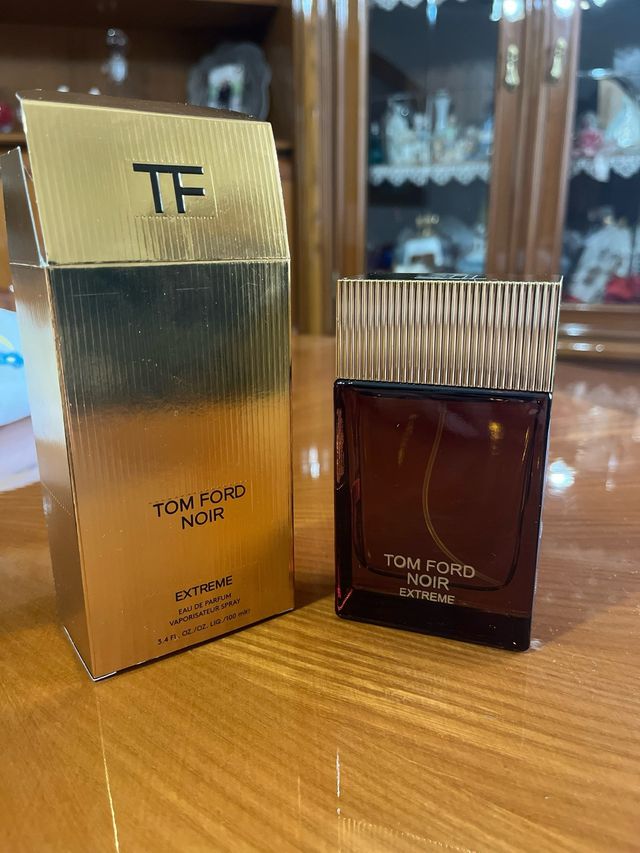 TF
TOM FORD
NOIR
EXTREME
EAU DE PARFUM
VAPORISATEUR SPRAY
3.4 FL. OZ./OZ. LIQ./100 ml℮
TOM FORD
NOIR
EXTREME